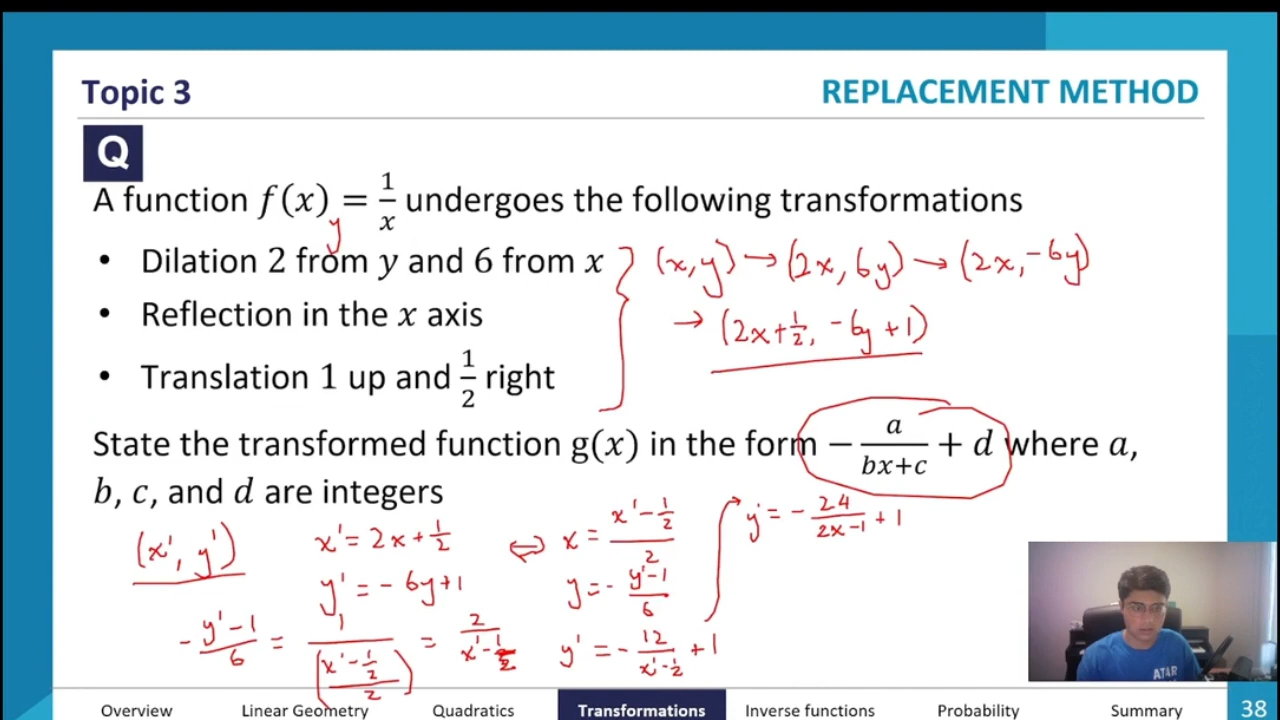 Topic 3
REPLACEMENT METHOD
Q
A function f(x) = 1/x undergoes the following transformations
y
• Dilation 2 from y and 6 from x
(x, y) → (2x, 6y) → (2x, -6y)
• Reflection in the x axis
→ (2x + 1/2, -6y + 1)
• Translation 1 up and 1/2 right
State the transformed function g(x) in the form − a/(bx+c) + d where a,
b, c, and d are integers
(x', y')
x' = 2x + 1/2 ⇔ x = (x' - 1/2)/2
y' = -6y + 1
y = - (y' - 1)/6
- (y' - 1)/6 = 1/((x' - 1/2)/2) = 2/(x' - 1/2)
y' = - 12/(x' - 1/2) + 1
y' = - 24/(2x - 1) + 1
ATAR
Overview
Linear Geometry
Quadratics
Transformations
Inverse functions
Probability
Summary
38